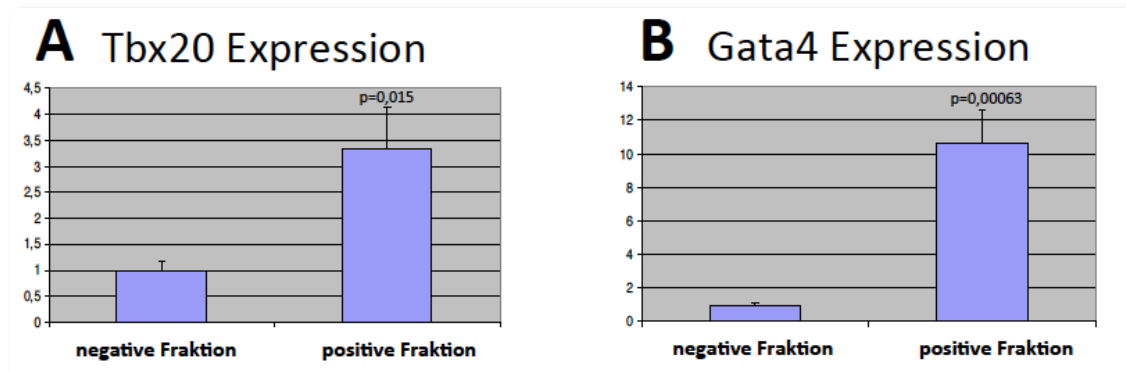 A Tbx20 Expression
4,5
4
3,5
3
2,5
2
1,5
1
0,5
0
p=0,015
negative Fraktion
positive Fraktion
B Gata4 Expression
14
12
10
8
6
4
2
0
p=0,00063
negative Fraktion
positive Fraktion